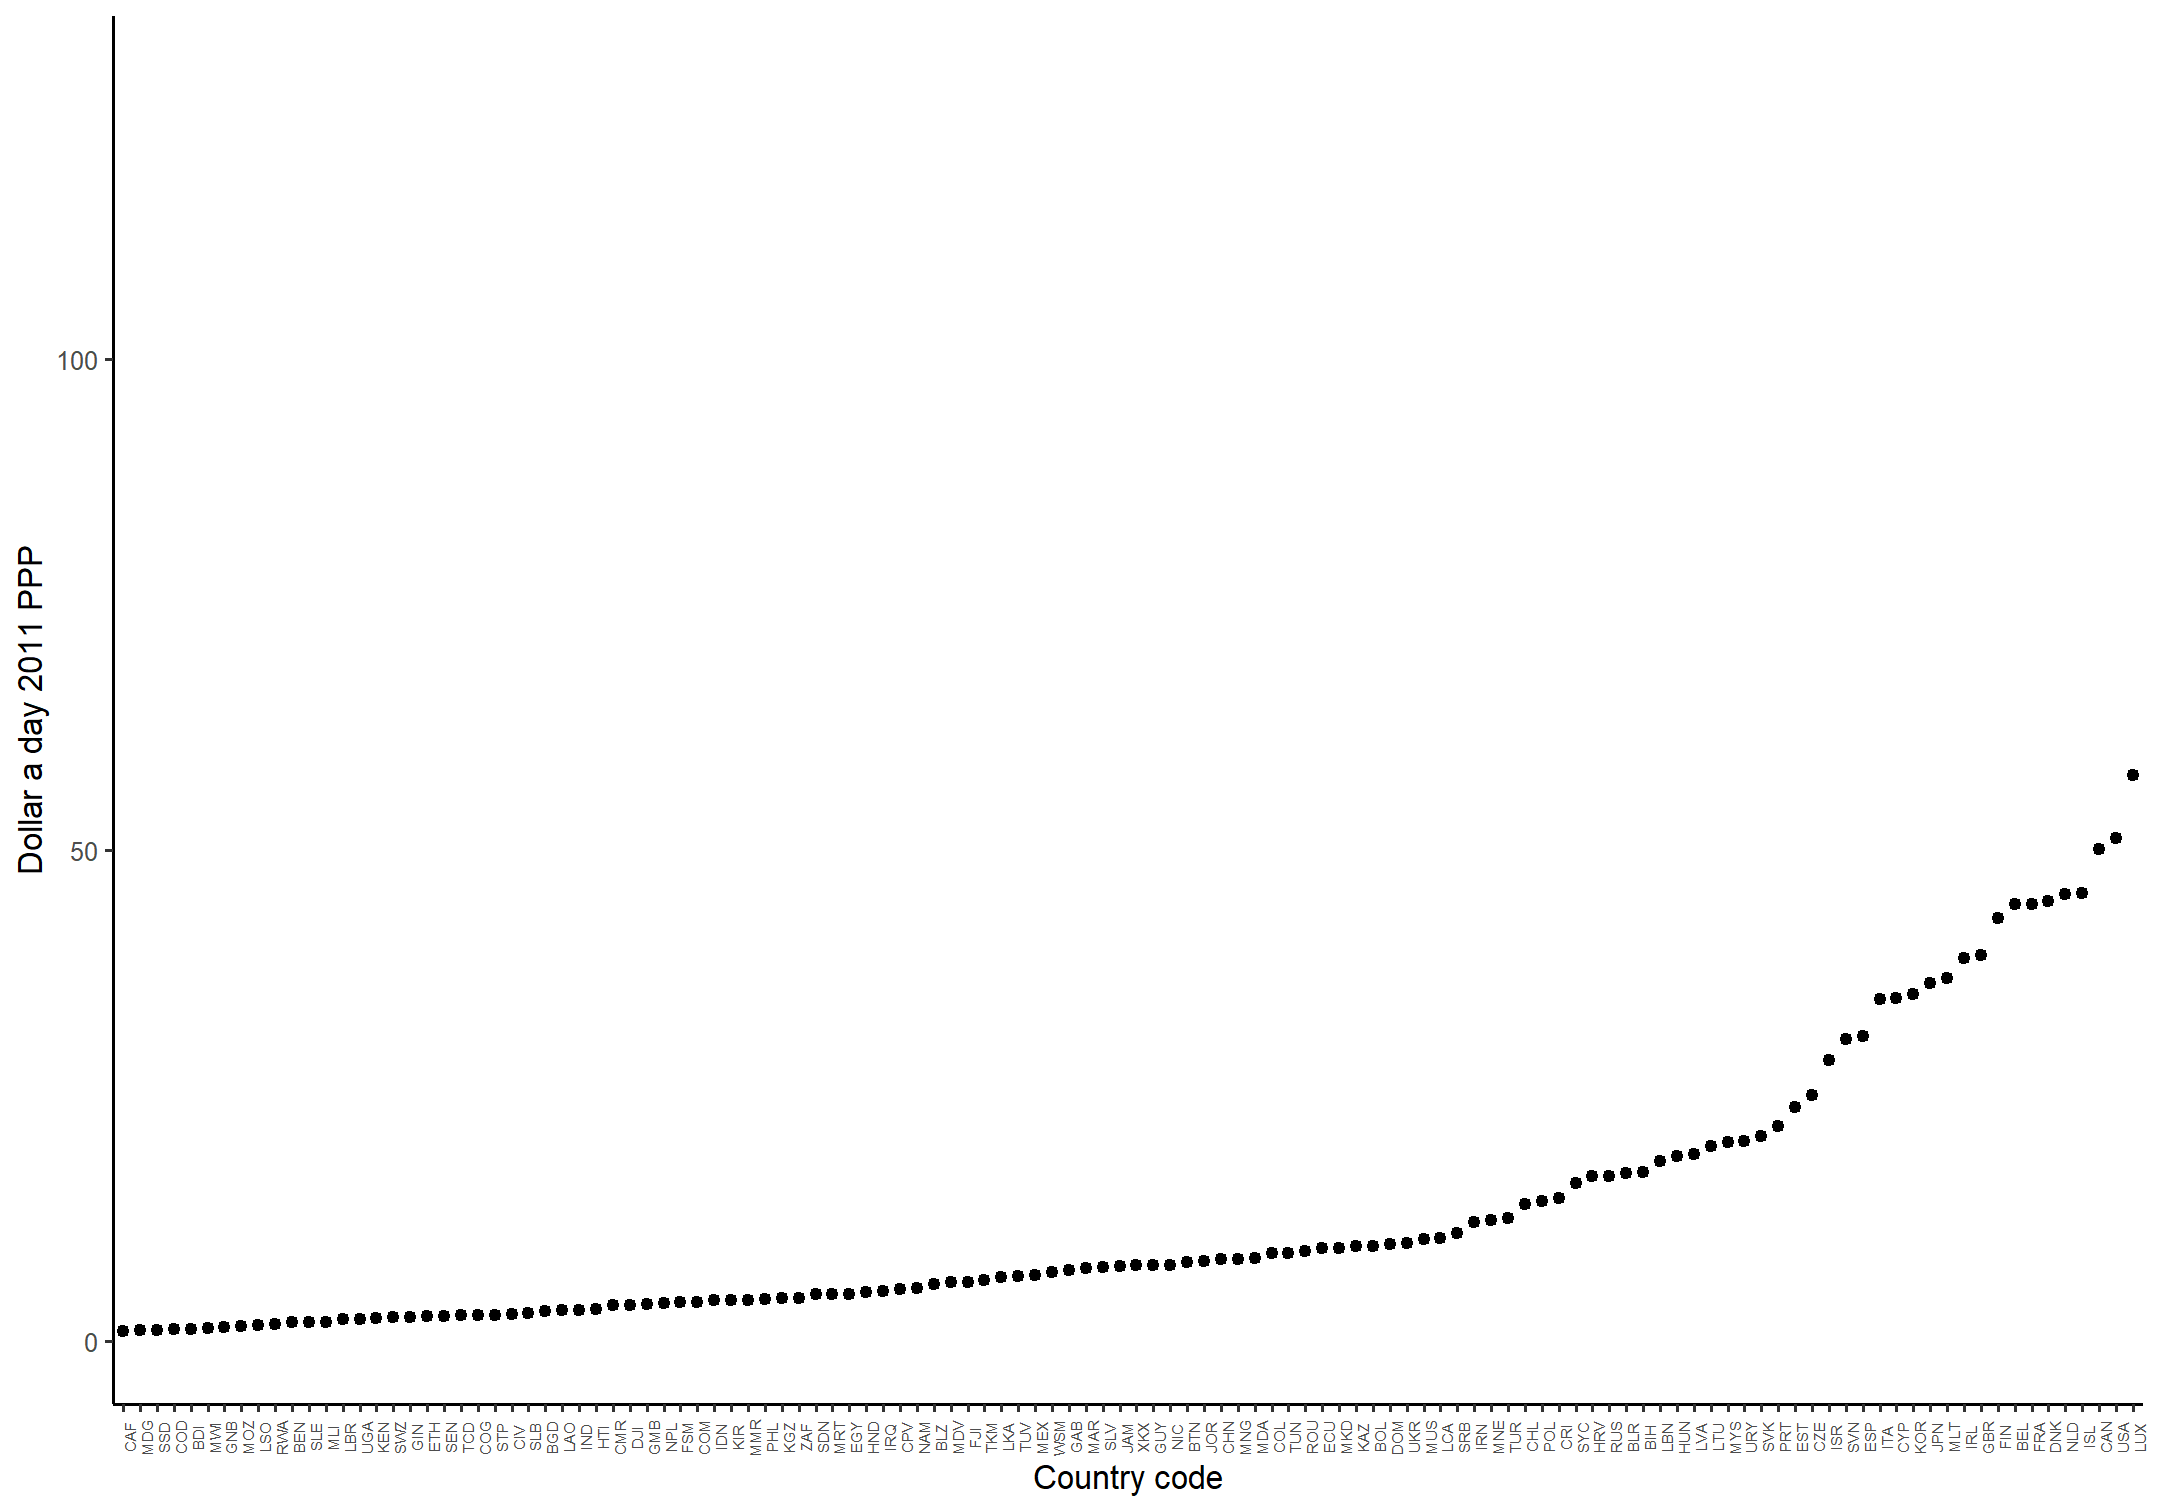 Dollar a day 2011 PPP
100
50
0
CAF MDG SSD COD BDI MWI GNB MOZ LSO RWA BEN SLE MLI LBR UGA KEN SWZ GIN ETH SEN TCD COG STP CIV SLB BGD LAO IND HTI CMR DJI GMB NPL FSM COM IDN KIR MMR PHL KGZ ZAF SDN MRT EGY HND IRQ CPV NAM BLZ MDV FJI TKM LKA TUV MEX WSM GAB MAR SLV JAM XKX GUY NIC BTN JOR CHN MNG MDA COL TUN ROU ECU MKD KAZ BOL DOM UKR MUS LCA SRB IRN MNE TUR CHL POL CRI SYC HRV RUS BLR BIH LBN HUN LVA LTU MYS URY SVK PRT EST CZE ISR SVN ESP ITA CYP KOR JPN MLT IRL GBR FIN BEL FRA DNK NLD ISL CAN USA LUX
Country code